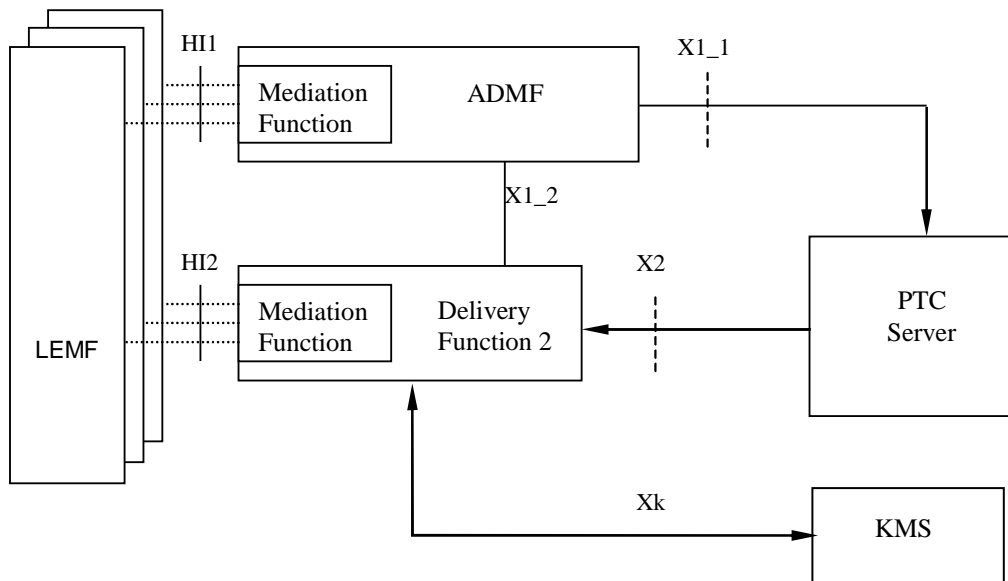 HI1
X1_1
Mediation
Function
ADMF
X1_2
HI2
X2
Mediation
Function
Delivery
Function 2
PTC
Server
LEMF
Xk
KMS